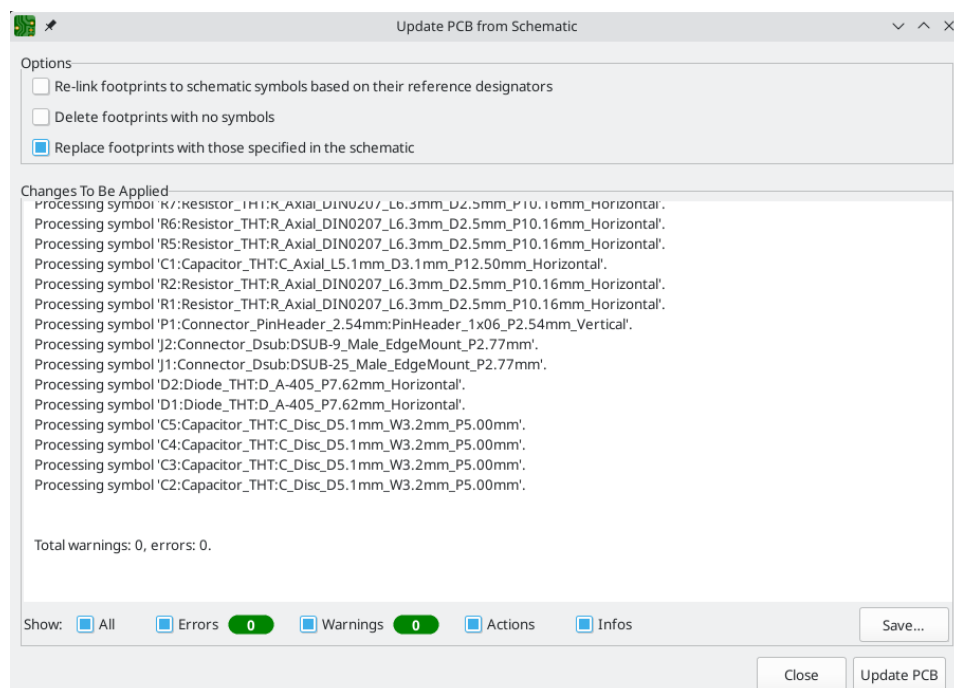 Update PCB from Schematic
Options
Re-link footprints to schematic symbols based on their reference designators
Delete footprints with no symbols
Replace footprints with those specified in the schematic
Changes To Be Applied
Processing symbol 'R7:Resistor_THT:R_Axial_DIN0207_L6.3mm_D2.5mm_P10.16mm_Horizontal'.
Processing symbol 'R6:Resistor_THT:R_Axial_DIN0207_L6.3mm_D2.5mm_P10.16mm_Horizontal'.
Processing symbol 'R5:Resistor_THT:R_Axial_DIN0207_L6.3mm_D2.5mm_P10.16mm_Horizontal'.
Processing symbol 'C1:Capacitor_THT:C_Axial_L5.1mm_D3.1mm_P12.50mm_Horizontal'.
Processing symbol 'R2:Resistor_THT:R_Axial_DIN0207_L6.3mm_D2.5mm_P10.16mm_Horizontal'.
Processing symbol 'R1:Resistor_THT:R_Axial_DIN0207_L6.3mm_D2.5mm_P10.16mm_Horizontal'.
Processing symbol 'P1:Connector_PinHeader_2.54mm:PinHeader_1x06_P2.54mm_Vertical'.
Processing symbol 'J2:Connector_Dsub:DSUB-9_Male_EdgeMount_P2.77mm'.
Processing symbol 'J1:Connector_Dsub:DSUB-25_Male_EdgeMount_P2.77mm'.
Processing symbol 'D2:Diode_THT:D_A-405_P7.62mm_Horizontal'.
Processing symbol 'D1:Diode_THT:D_A-405_P7.62mm_Horizontal'.
Processing symbol 'C5:Capacitor_THT:C_Disc_D5.1mm_W3.2mm_P5.00mm'.
Processing symbol 'C4:Capacitor_THT:C_Disc_D5.1mm_W3.2mm_P5.00mm'.
Processing symbol 'C3:Capacitor_THT:C_Disc_D5.1mm_W3.2mm_P5.00mm'.
Processing symbol 'C2:Capacitor_THT:C_Disc_D5.1mm_W3.2mm_P5.00mm'.
Total warnings: 0, errors: 0.
Show: All Errors 0 Warnings 0 Actions Infos Save...
Close Update PCB